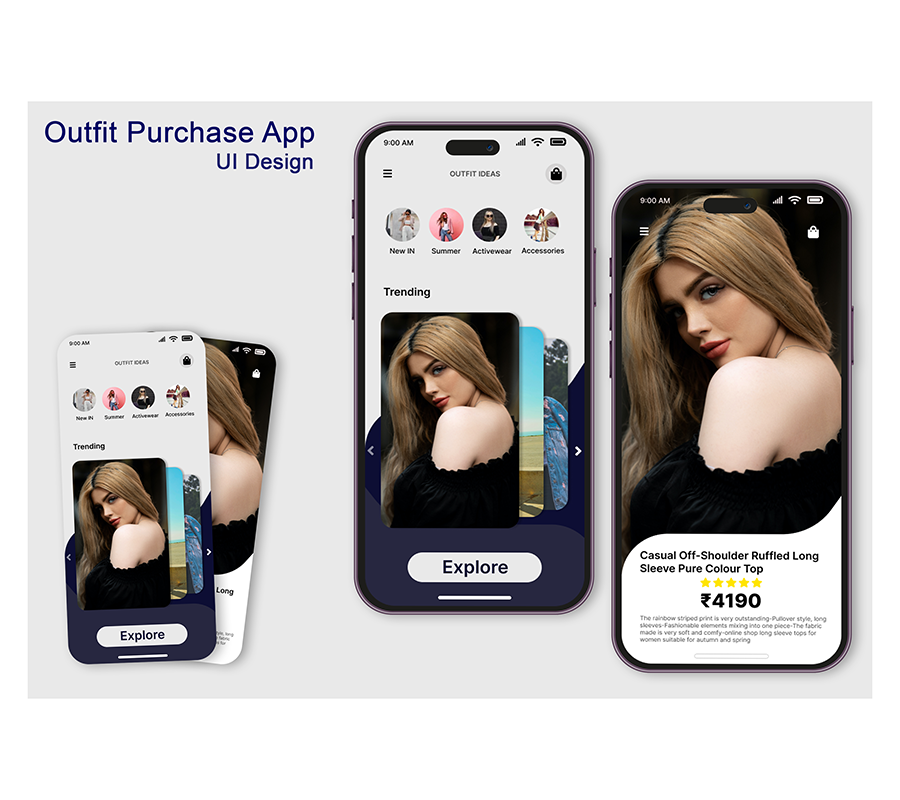 Outfit Purchase App
UI Design
9:00 AM
OUTFIT IDEAS
New IN
Summer
Activewear
Accessories
Trending
Explore
9:00 AM
Casual Off-Shoulder Ruffled Long
Sleeve Pure Colour Top
₹4190
The rainbow striped print is very outstanding-Pullover style, long
sleeves-Fashionable elements mixing into one piece-The fabric
made is very soft and comfy-online shop long sleeve tops for
women suitable for autumn and spring
9:00 AM
OUTFIT IDEAS
New IN
Summer
Activewear
Accessories
Trending
Explore
Long
long